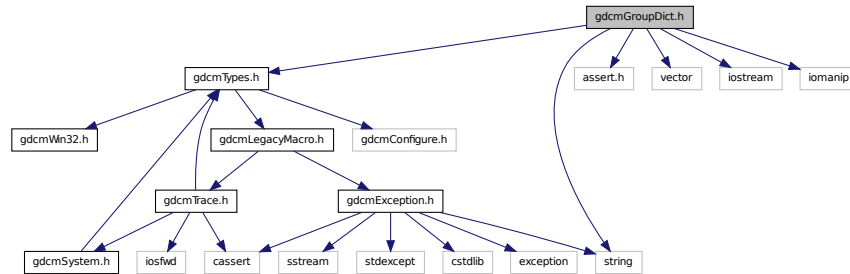 gdcmGroupDict.h
gdcmTypes.h
assert.h
vector
iostream
iomanip
gdcmWin32.h
gdcmLegacyMacro.h
gdcmConfigure.h
gdcmTrace.h
gdcmException.h
gdcmSystem.h
iosfwd
cassert
sstream
stdexcept
cstdlib
exception
string